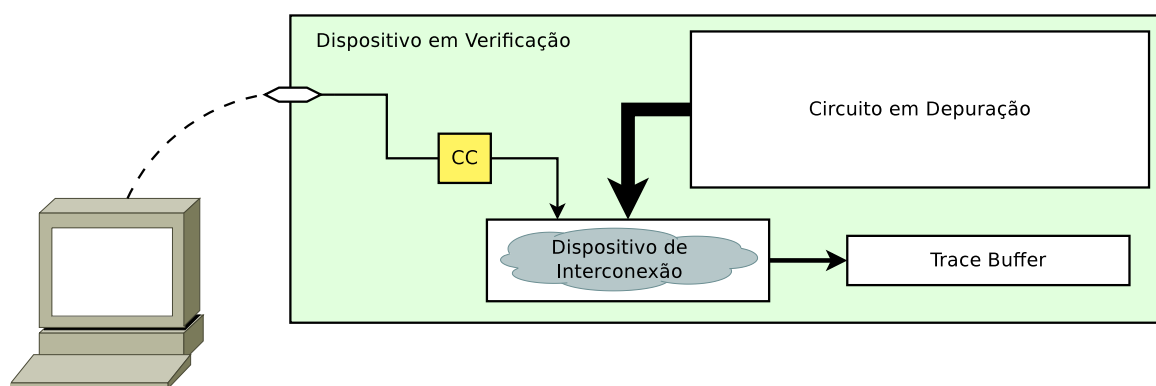 Dispositivo em Verificação
Circuito em Depuração
CC
Dispositivo de
Interconexão
Trace Buffer